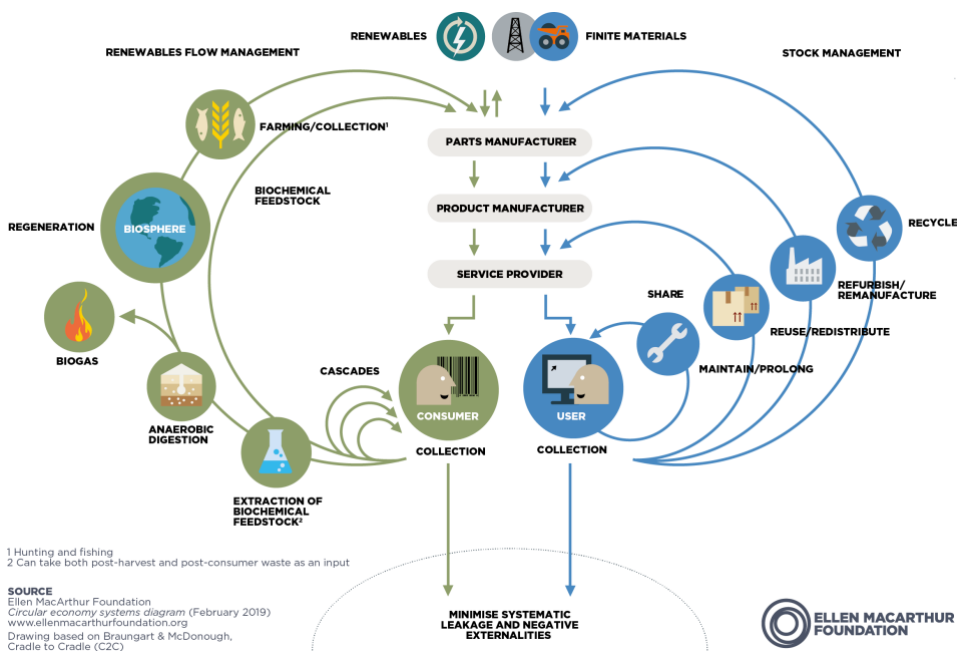 RENEWABLES
FINITE MATERIALS
RENEWABLES FLOW MANAGEMENT
STOCK MANAGEMENT
FARMING/COLLECTION¹
PARTS MANUFACTURER
BIOCHEMICAL
FEEDSTOCK
PRODUCT MANUFACTURER
REGENERATION
BIOSPHERE
RECYCLE
SERVICE PROVIDER
SHARE
REFURBISH/
REMANUFACTURE
REUSE/REDISTRIBUTE
BIOGAS
CASCADES
MAINTAIN/PROLONG
CONSUMER
USER
ANAEROBIC
DIGESTION
COLLECTION
COLLECTION
EXTRACTION OF
BIOCHEMICAL
FEEDSTOCK²
1 Hunting and fishing
2 Can take both post-harvest and post-consumer waste as an input
SOURCE
Ellen MacArthur Foundation
Circular economy systems diagram (February 2019)
www.ellenmacarthurfoundation.org
Drawing based on Braungart & McDonough,
Cradle to Cradle (C2C)
MINIMISE SYSTEMATIC
LEAKAGE AND NEGATIVE
EXTERNALITIES
ELLEN MACARTHUR
FOUNDATION